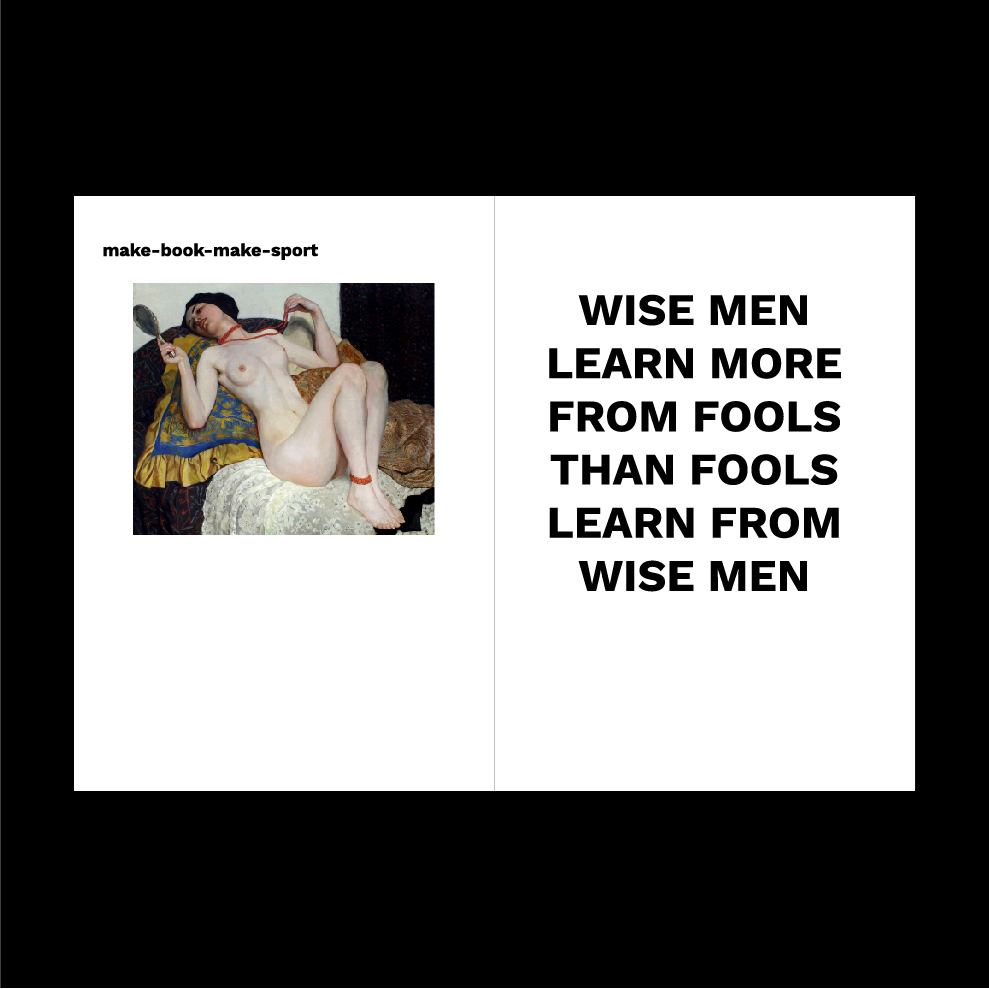 make-book-make-sport
WISE MEN
LEARN MORE
FROM FOOLS
THAN FOOLS
LEARN FROM
WISE MEN